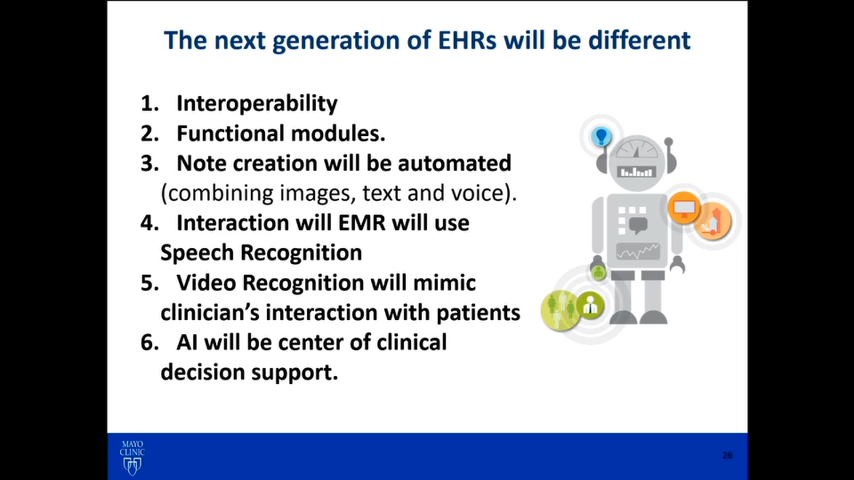 The next generation of EHRs will be different
1. Interoperability
2. Functional modules.
3. Note creation will be automated
(combining images, text and voice).
4. Interaction will EMR will use
Speech Recognition
5. Video Recognition will mimic
clinician's interaction with patients
6. AI will be center of clinical
decision support.
MAYO
CLINIC
26